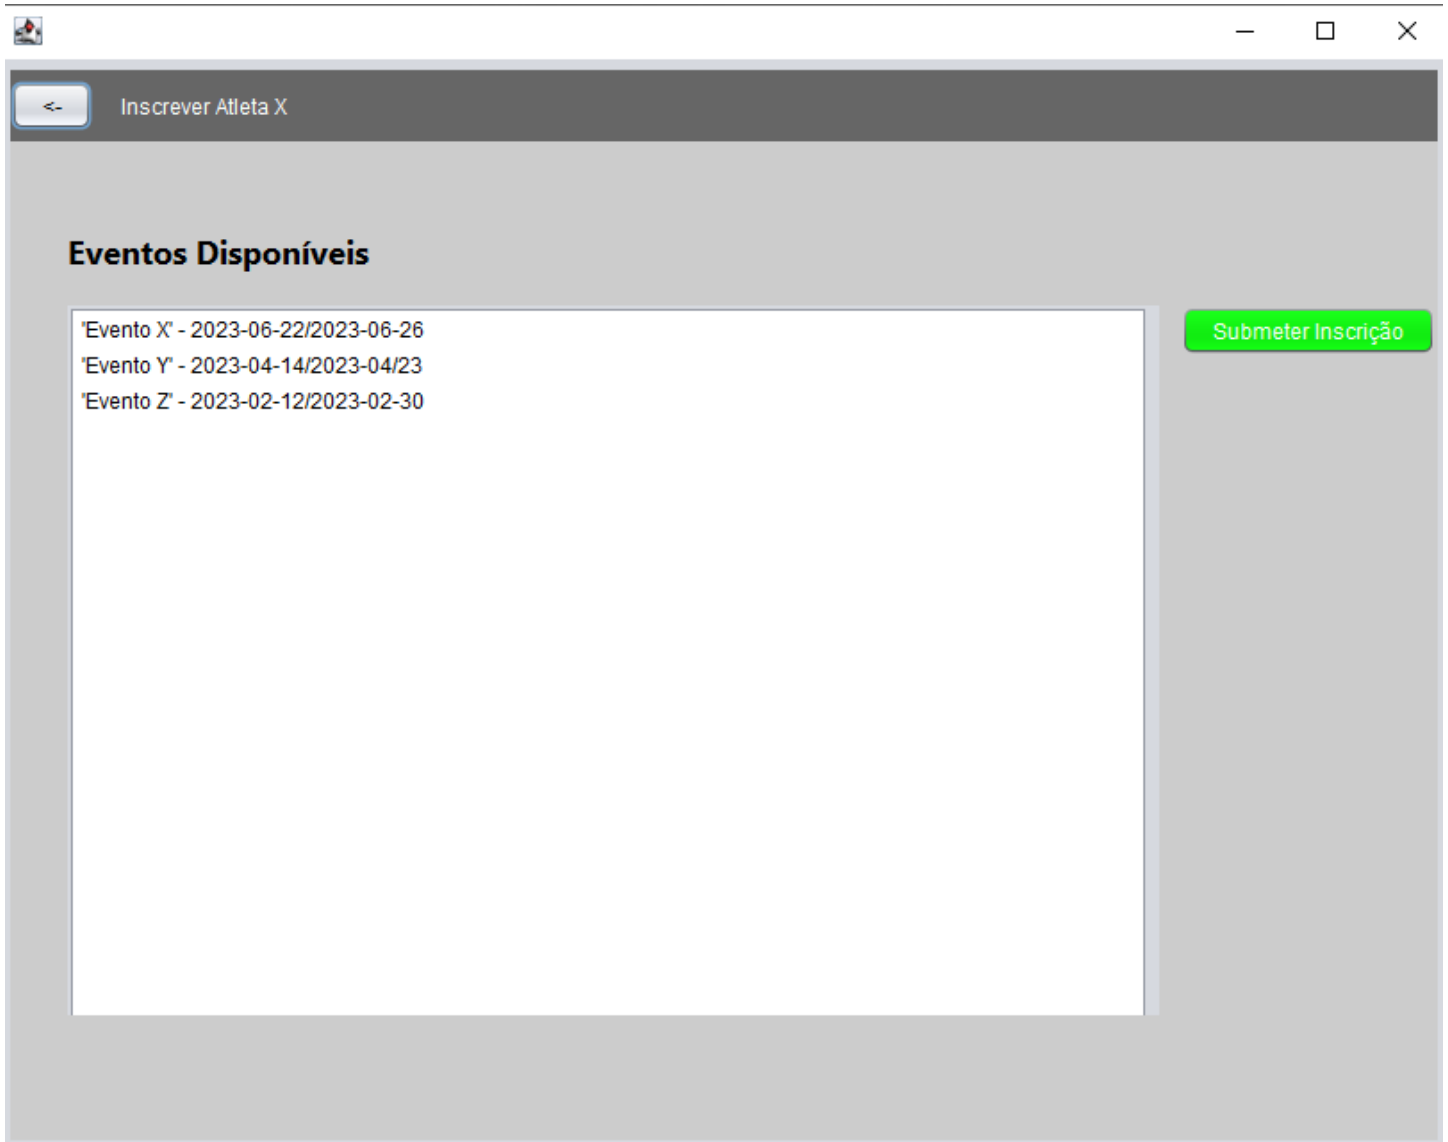 <-
Inscrever Atleta X
Eventos Disponíveis
'Evento X' - 2023-06-22/2023-06-26
'Evento Y' - 2023-04-14/2023-04/23
'Evento Z' - 2023-02-12/2023-02-30
Submeter Inscrição